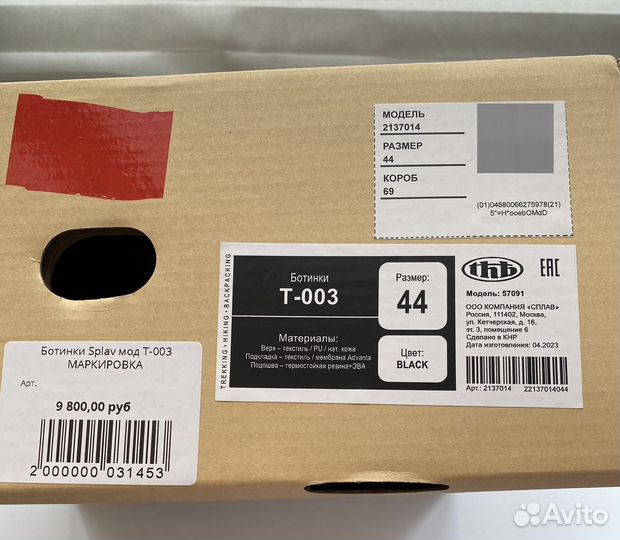 МОДЕЛЬ
2137014
РАЗМЕР
44
КОРОБ
69
(01)04680066275978(21)
5"=H*ooebOMdD
TREKKING • HIKING • BACKPACKING
Ботинки
T-003
Материалы:
Верх – текстиль / PU / нат. кожа
Подкладка – текстиль / мембрана Advanta
Подошва – термостойкая резина+ЭВА
Размер:
44
Цвет:
BLACK
EAC
Модель: 57091
ООО КОМПАНИЯ «СПЛАВ»
Россия, 111402, Москва,
ул. Кетчерская, д. 16,
эт. 3, помещение 6
Сделано в КНР
Дата изготовления: 04.2023
Арт.: 2137014 22137014044
Ботинки Splav мод Т-003
МАРКИРОВКА
Арт.
9 800,00 руб
2 000000 031453
Avito